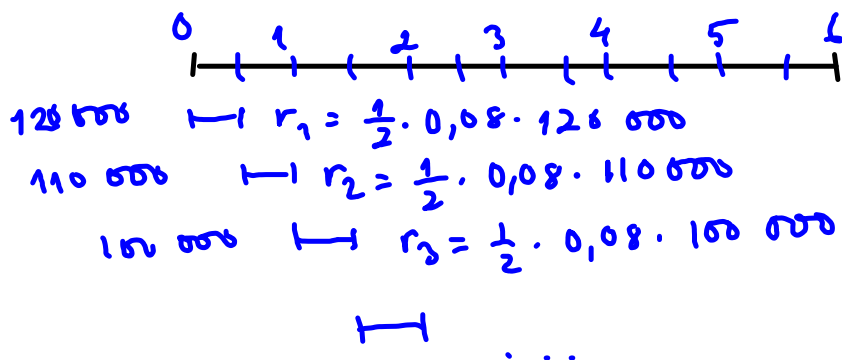 0 1 2 3 4 5 6
120 000 r₁ = 1/2 · 0,08 · 120 000
110 000 r₂ = 1/2 · 0,08 · 110 000
100 000 r₃ = 1/2 · 0,08 · 100 000
...